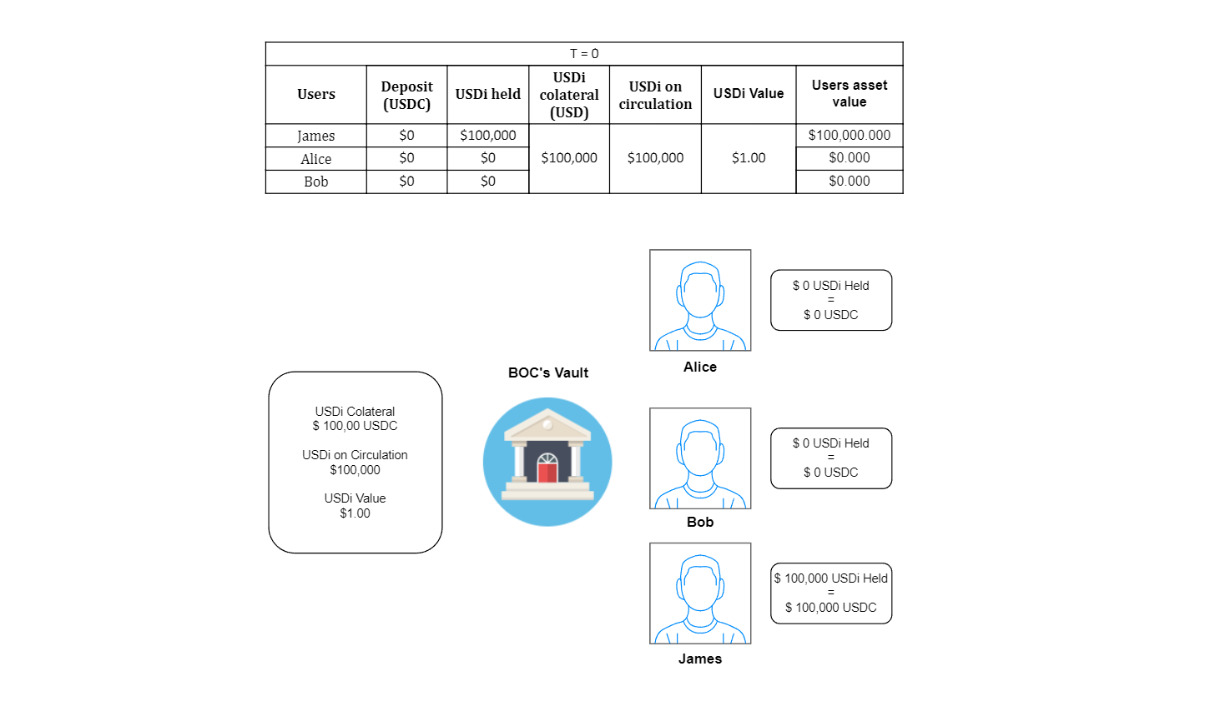 T = 0
Users
Deposit
(USDC)
USDi held
USDi
colateral
(USD)
USDi on
circulation
USDi Value
Users asset
value
James
$0
$100,000
$100,000.000
Alice
$0
$0
$100,000
$100,000
$1.00
$0.000
Bob
$0
$0
$0.000
$ 0 USDi Held
=
$ 0 USDC
Alice
BOC's Vault
USDi Colateral
$ 100,00 USDC
USDi on Circulation
$100,000
USDi Value
$1.00
$ 0 USDi Held
=
$ 0 USDC
Bob
$ 100,000 USDi Held
=
$ 100,000 USDC
James